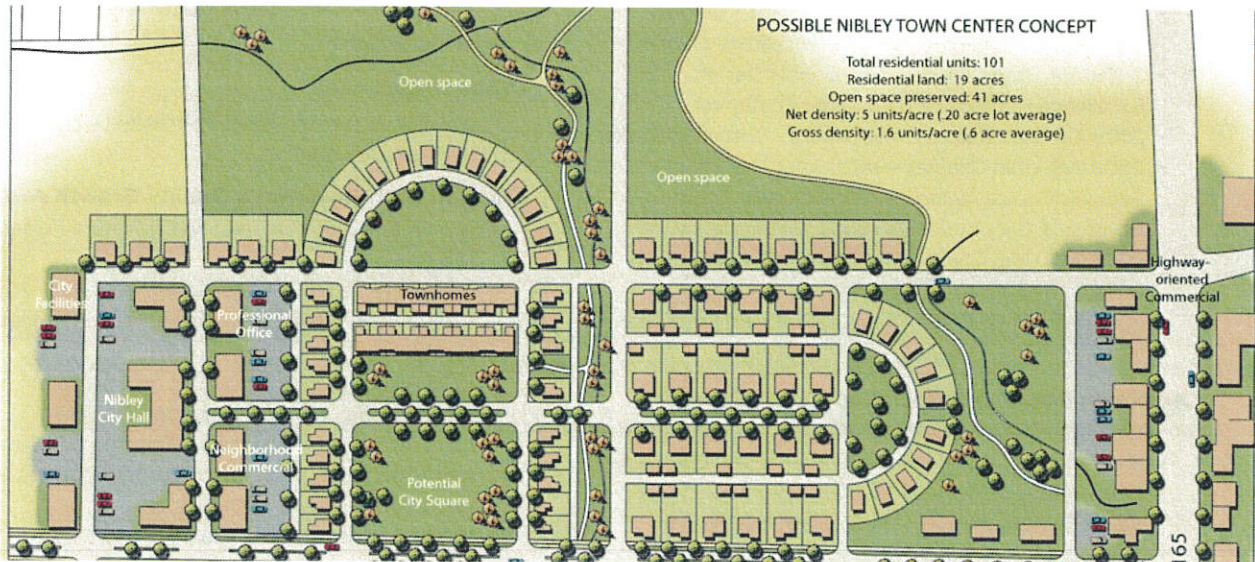 POSSIBLE NIBLEY TOWN CENTER CONCEPT
Total residential units: 101
Residential land: 19 acres
Open space preserved: 41 acres
Net density: 5 units/acre (.20 acre lot average)
Gross density: 1.6 units/acre (.6 acre average)
Open space
Open space
Highway-
oriented
Commercial
City
Facilities
Townhomes
Professional
Office
Nibley
City Hall
Neighborhood
Commercial
Potential
City Square
165